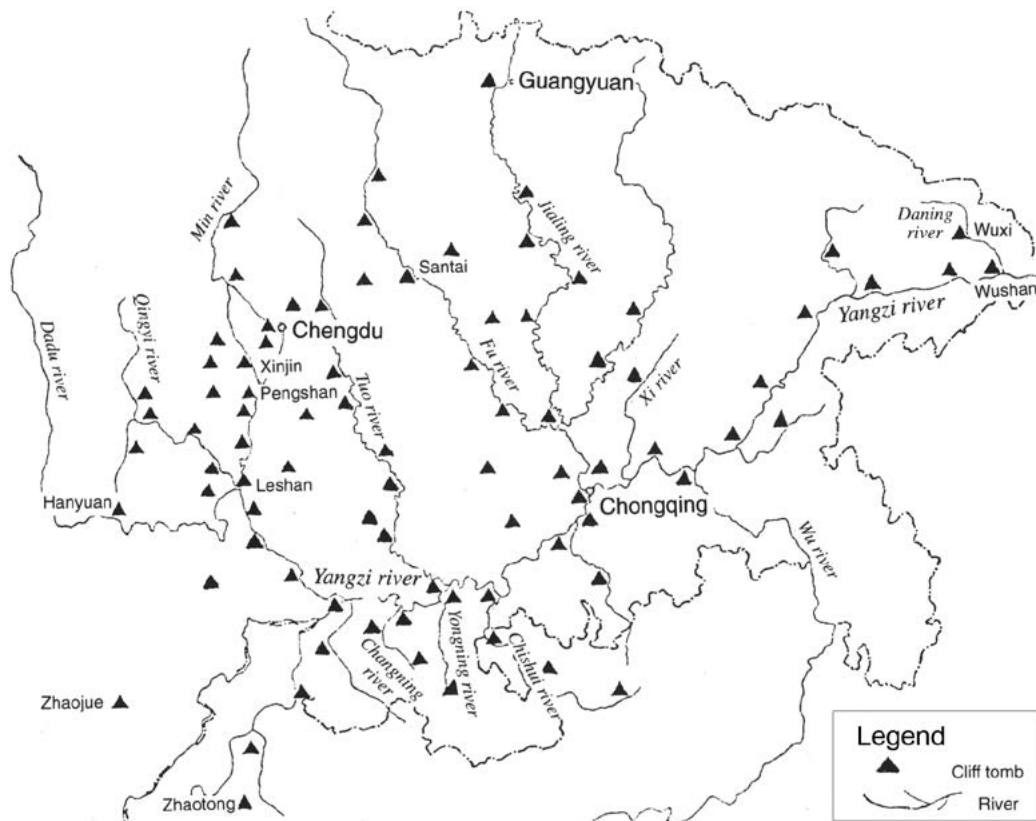 Guangyuan
Min river
Jialing river
Daning
river
Wuxi
Santai
Wushan
Qingyi river
Yangzi river
Dadu river
Chengdu
Fu river
Xinjin
Xi river
Pengshan
Tuo river
Leshan
Hanyuan
Chongqing
Wu river
Yangzi river
Changning
river
Yongning river
Chishui river
Zhaojue
Zhaotong
Legend
Cliff tomb
River